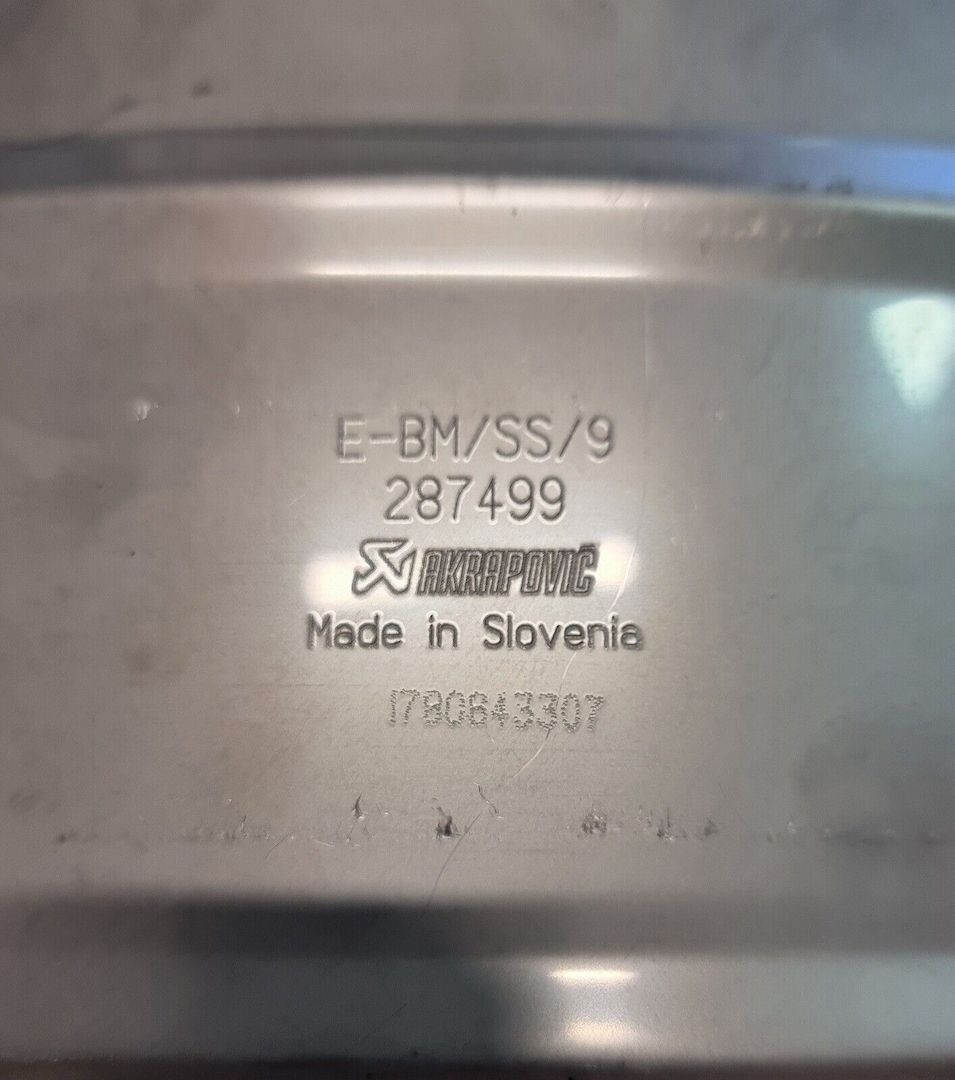 E-BM/SS/9
287499
AKRAPOVIČ
Made in Slovenia